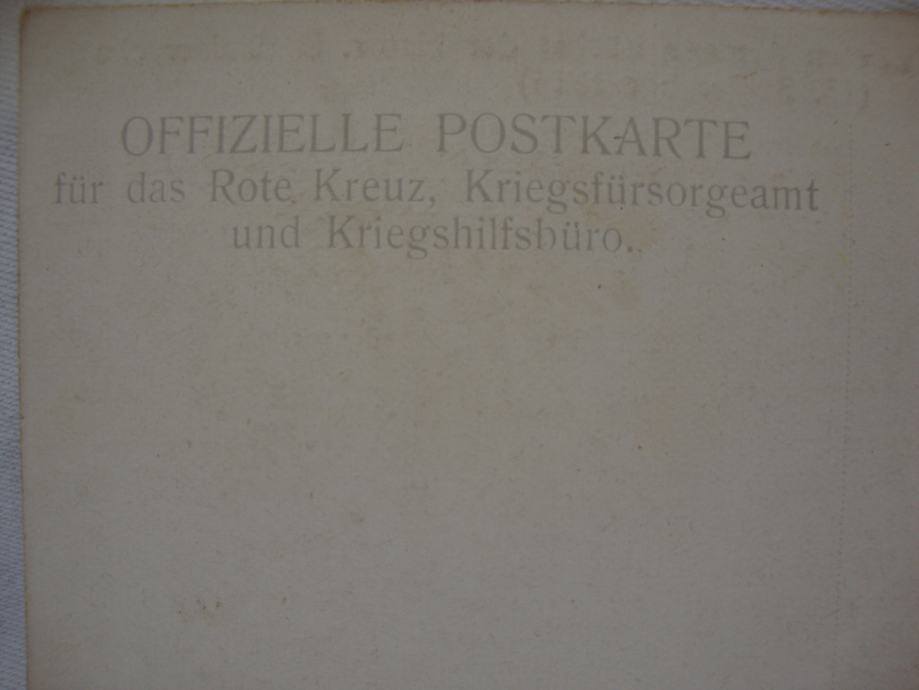 OFFIZIELLE POSTKARTE
für das Rote Kreuz, Kriegsfürsorgeamt
und Kriegshilfsbüro.